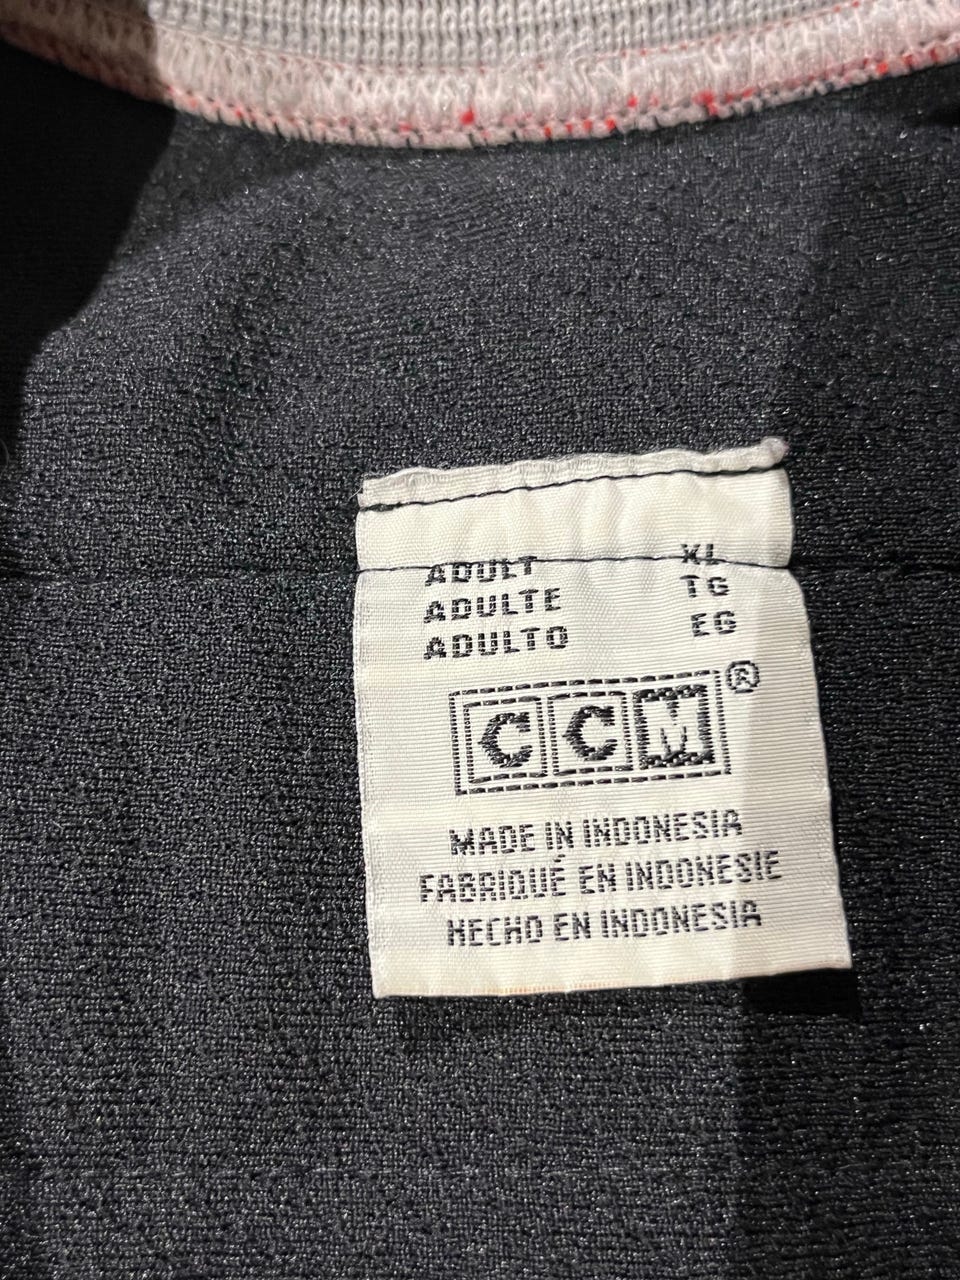 ADULT XL
ADULTE TG
ADULTO EG
CCM®
MADE IN INDONESIA
FABRIQUÉ EN INDONESIE
HECHO EN INDONESIA